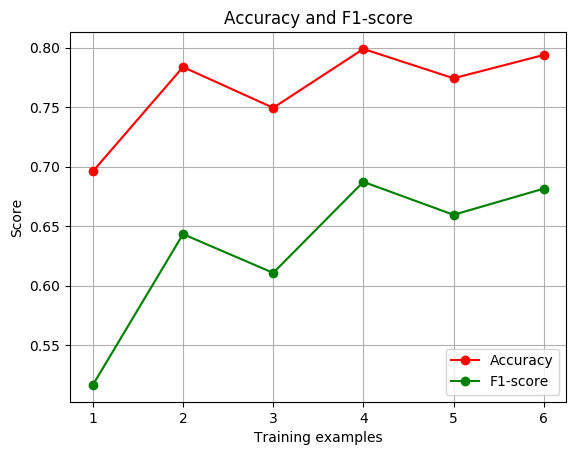 Accuracy and F1-score
Score
0.80
0.75
0.70
0.65
0.60
0.55
Accuracy
F1-score
1 2 3 4 5 6
Training examples